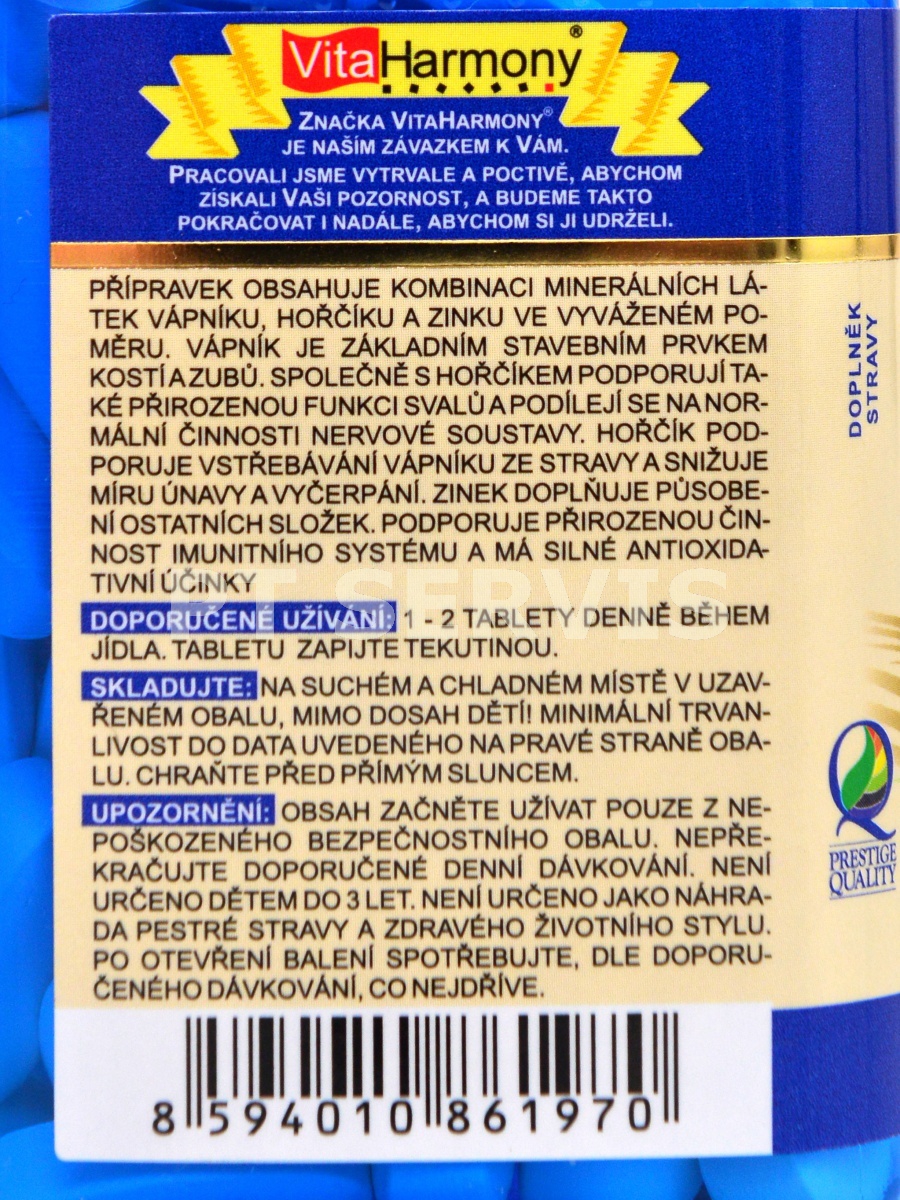 VitaHarmony®
ZNAČKA VITAHARMONY®
JE NAŠÍM ZÁVAZKEM K VÁM.
PRACOVALI JSME VYTRVALE A POCTIVĚ, ABYCHOM
ZÍSKALI VAŠI POZORNOST, A BUDEME TAKTO
POKRAČOVAT I NADÁLE, ABYCHOM SI JI UDRŽELI.
PŘÍPRAVEK OBSAHUJE KOMBINACI MINERÁLNÍCH LÁ-
TEK VÁPNÍKU, HOŘČÍKU A ZINKU VE VYVÁŽENÉM PO-
MĚRU. VÁPNÍK JE ZÁKLADNÍM STAVEBNÍM PRVKEM
KOSTÍ A ZUBŮ. SPOLEČNĚ S HOŘČÍKEM PODPORUJÍ TA-
KÉ PŘIROZENOU FUNKCI SVALŮ A PODÍLEJÍ SE NA NOR-
MÁLNÍ ČINNOSTI NERVOVÉ SOUSTAVY. HOŘČÍK POD-
PORUJE VSTŘEBÁVÁNÍ VÁPNÍKU ZE STRAVY A SNIŽUJE
MÍRU ÚNAVY A VYČERPÁNÍ. ZINEK DOPLŇUJE PŮSOBE-
NÍ OSTATNÍCH SLOŽEK. PODPORUJE PŘIROZENOU ČIN-
NOST IMUNITNÍHO SYSTÉMU A MÁ SILNÉ ANTIOXIDA-
TIVNÍ ÚČINKY
DOPORUČENÉ UŽÍVÁNÍ: 1 - 2 TABLETY DENNĚ BĚHEM
JÍDLA. TABLETU ZAPIJTE TEKUTINOU.
SKLADUJTE: NA SUCHÉM A CHLADNÉM MÍSTĚ V UZAV-
ŘENÉM OBALU, MIMO DOSAH DĚTÍ! MINIMÁLNÍ TRVAN-
LIVOST DO DATA UVEDENÉHO NA PRAVÉ STRANĚ OBA-
LU. CHRAŇTE PŘED PŘÍMÝM SLUNCEM.
UPOZORNĚNÍ: OBSAH ZAČNĚTE UŽÍVAT POUZE Z NE-
POŠKOZENÉHO BEZPEČNOSTNÍHO OBALU. NEPŘE-
KRAČUJTE DOPORUČENÉ DENNÍ DÁVKOVÁNÍ. NENÍ
URČENO DĚTEM DO 3 LET. NENÍ URČENO JAKO NÁHRA-
DA PESTRÉ STRAVY A ZDRAVÉHO ŽIVOTNÍHO STYLU.
PO OTEVŘENÍ BALENÍ SPOTŘEBUJTE, DLE DOPORU-
ČENÉHO DÁVKOVÁNÍ, CO NEJDŘÍVE.
8 594010 861970
DOPLNĚK
STRAVY
PRESTIGE
QUALITY